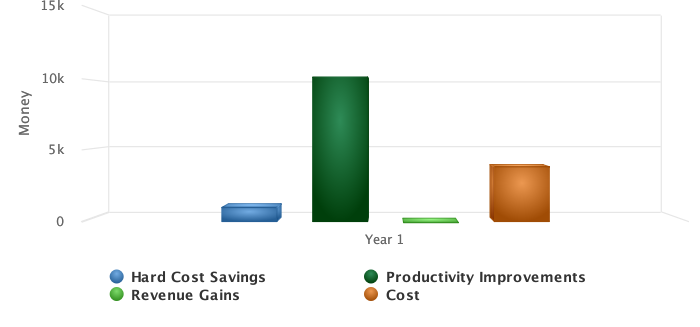 15k
10k
5k
0
Money
Year 1
Hard Cost Savings
Productivity Improvements
Revenue Gains
Cost